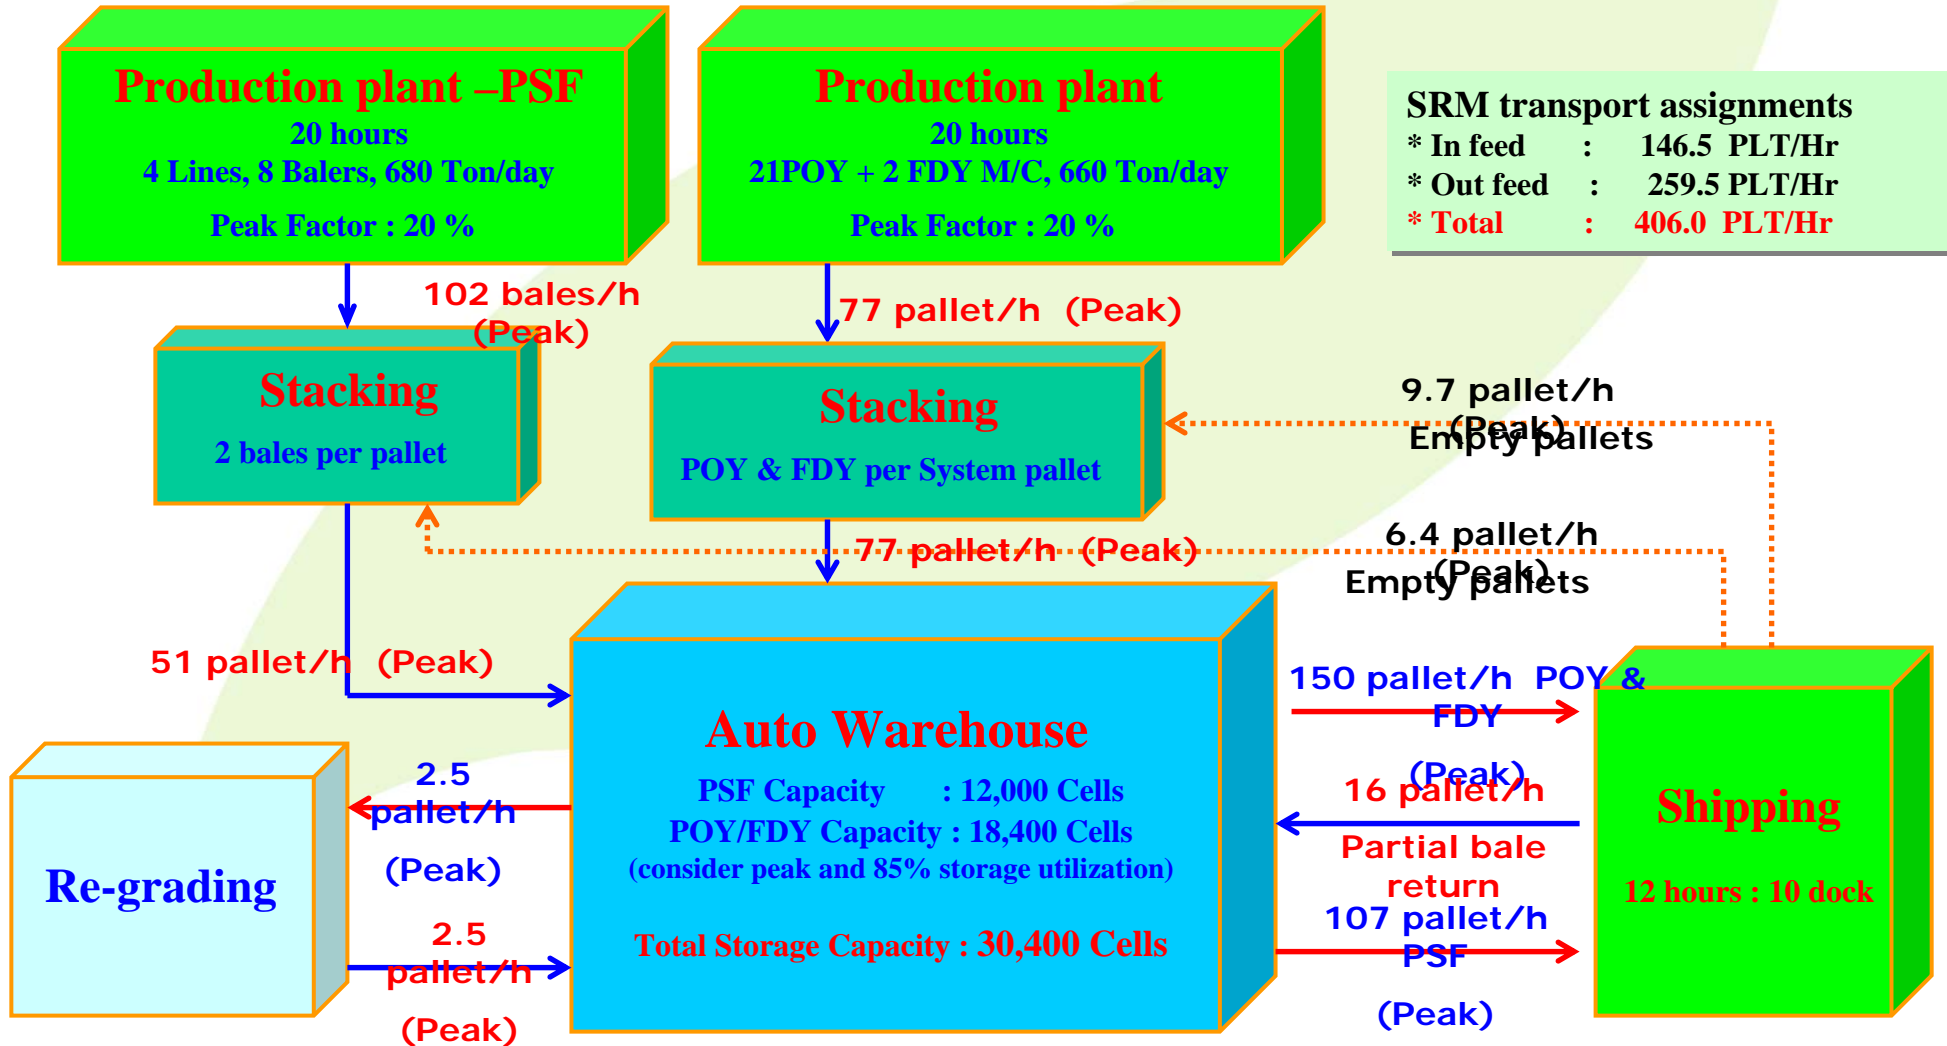 Production plant –PSF
20 hours
4 Lines, 8 Balers, 680 Ton/day
Peak Factor : 20 %
Production plant
20 hours
21POY + 2 FDY M/C, 660 Ton/day
Peak Factor : 20 %
SRM transport assignments
* In feed : 146.5 PLT/Hr
* Out feed : 259.5 PLT/Hr
* Total : 406.0 PLT/Hr
102 bales/h
(Peak)
77 pallet/h (Peak)
Stacking
2 bales per pallet
Stacking
POY & FDY per System pallet
9.7 pallet/h
(Peak)
Empty pallets
77 pallet/h (Peak)
6.4 pallet/h
(Peak)
Empty pallets
51 pallet/h (Peak)
150 pallet/h POY &
FDY
(Peak)
Auto Warehouse
PSF Capacity : 12,000 Cells
POY/FDY Capacity : 18,400 Cells
(consider peak and 85% storage utilization)
Total Storage Capacity : 30,400 Cells
2.5
pallet/h
(Peak)
Re-grading
2.5
pallet/h
(Peak)
16 pallet/h
Partial bale
return
107 pallet/h
PSF
(Peak)
Shipping
12 hours : 10 dock